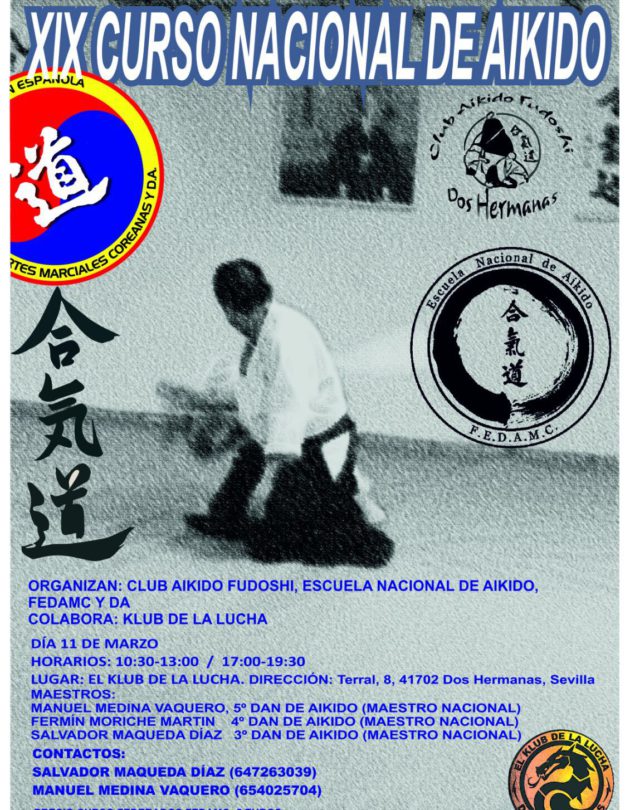 XIX CURSO NACIONAL DE AIKIDO
N ESPAÑOLA
道
RTES MARCIALES COREANAS Y D.A.
Club Aikido Fudoshi
合氣道
Dos Hermanas
Escuela Nacional de Aikido
合氣道
F.E.D.A.M.C.
合
気
道
ORGANIZAN: CLUB AIKIDO FUDOSHI, ESCUELA NACIONAL DE AIKIDO,
FEDAMC Y DA
COLABORA: KLUB DE LA LUCHA
DÍA 11 DE MARZO
HORARIOS: 10:30-13:00 / 17:00-19:30
LUGAR: EL KLUB DE LA LUCHA. DIRECCIÓN: Terral, 8, 41702 Dos Hermanas, Sevilla
MAESTROS:
MANUEL MEDINA VAQUERO, 5º DAN DE AIKIDO (MAESTRO NACIONAL)
FERMÍN MORICHE MARTIN 4º DAN DE AIKIDO (MAESTRO NACIONAL)
SALVADOR MAQUEDA DÍAZ 3º DAN DE AIKIDO (MAESTRO NACIONAL)
CONTACTOS:
SALVADOR MAQUEDA DÍAZ (647263039)
MANUEL MEDINA VAQUERO (654025704)
EL KLUB DE LA LUCHA